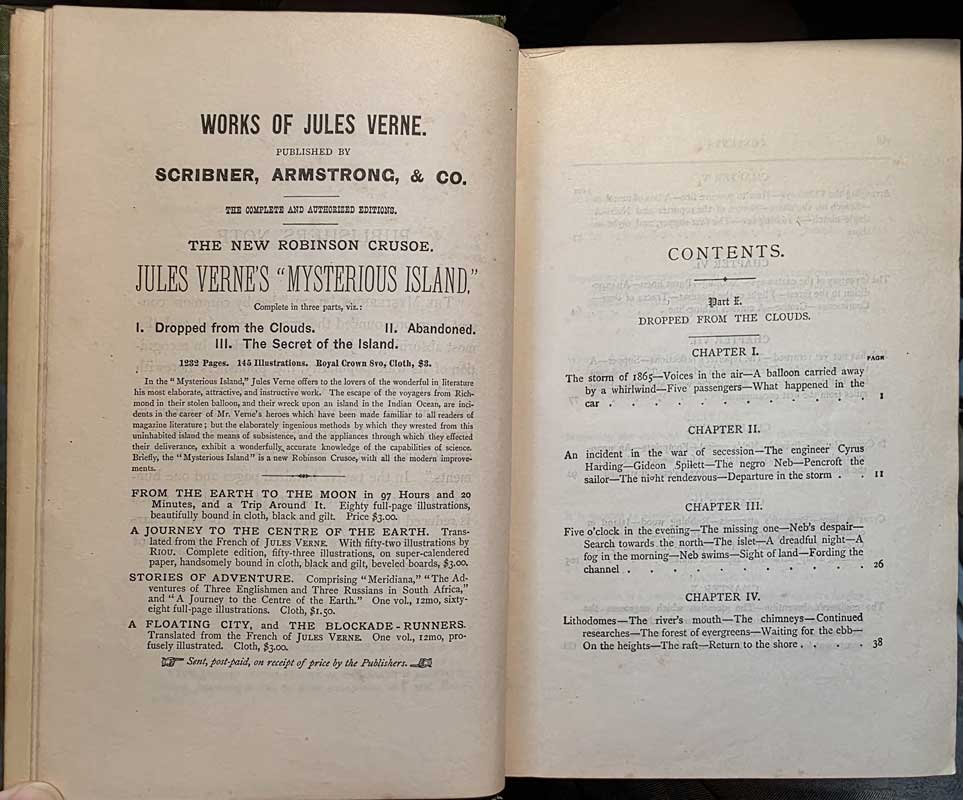 WORKS OF JULES VERNE.
PUBLISHED BY
SCRIBNER, ARMSTRONG, & CO.
THE COMPLETE AND AUTHORIZED EDITIONS.
THE NEW ROBINSON CRUSOE.
JULES VERNE'S "MYSTERIOUS ISLAND,"
Complete in three parts, viz.:
I. Dropped from the Clouds. II. Abandoned.
III. The Secret of the Island.
1232 Pages. 145 Illustrations. Royal Crown 8vo, Cloth, $3.
In the "Mysterious Island," Jules Verne offers to the lovers of the wonderful in literature
his most elaborate, attractive, and instructive work. The escape of the voyagers from Rich-
mond in their stolen balloon, and their wreck upon an island in the Indian Ocean, are inci-
dents in the career of Mr. Verne's heroes which have been made familiar to all readers of
magazine literature; but the elaborately ingenious methods by which they wrested from this
uninhabited island the means of subsistence, and the appliances through which they effected
their deliverance, exhibit a wonderfully accurate knowledge of the capabilities of science.
Briefly, the "Mysterious Island" is a new Robinson Crusoe, with all the modern improve-
ments.
FROM THE EARTH TO THE MOON in 97 Hours and 20
Minutes, and a Trip Around It. Eighty full-page illustrations,
beautifully bound in cloth, black and gilt. Price $3.00.
A JOURNEY TO THE CENTRE OF THE EARTH. Trans-
lated from the French of JULES VERNE. With fifty-two illustrations by
RIOU. Complete edition, fifty-three illustrations, on super-calendered
paper, handsomely bound in cloth, black and gilt, beveled boards, $3.00.
STORIES OF ADVENTURE. Comprising "Meridiana," "The Ad-
ventures of Three Englishmen and Three Russians in South Africa,"
and "A Journey to the Centre of the Earth." One vol., 12mo, sixty-
eight full-page illustrations. Cloth, $1.50.
A FLOATING CITY, and THE BLOCKADE-RUNNERS.
Translated from the French of JULES VERNE. One vol., 12mo, pro-
fusely illustrated. Cloth, $3.00.
Sent, post-paid, on receipt of price by the Publishers.
CONTENTS.
Part I.
DROPPED FROM THE CLOUDS.
CHAPTER I.
PAGE
The storm of 1865—Voices in the air—A balloon carried away
by a whirlwind—Five passengers—What happened in the
car . . . . . . . . . . . . 1
CHAPTER II.
An incident in the war of secession—The engineer Cyrus
Harding—Gideon Spilett—The negro Neb—Pencroft the
sailor—The night rendezvous—Departure in the storm . . 11
CHAPTER III.
Five o'clock in the evening—The missing one—Neb's despair—
Search towards the north—The islet—A dreadful night—A
fog in the morning—Neb swims—Sight of land—Fording the
channel . . . . . . . . . . . 26
CHAPTER IV.
Lithodomes—The river's mouth—The chimneys—Continued
researches—The forest of evergreens—Waiting for the ebb—
On the heights—The raft—Return to the shore . . . . 38